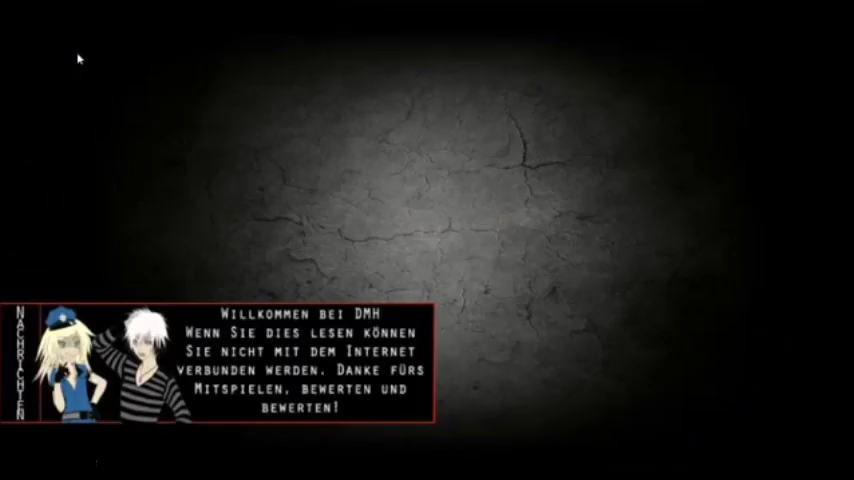 NACHRICHTEN
WILLKOMMEN BEI DMH
WENN SIE DIES LESEN KÖNNEN
SIE NICHT MIT DEM INTERNET
VERBUNDEN WERDEN. DANKE FÜRS
MITSPIELEN, BEWERTEN UND
BEWERTEN!